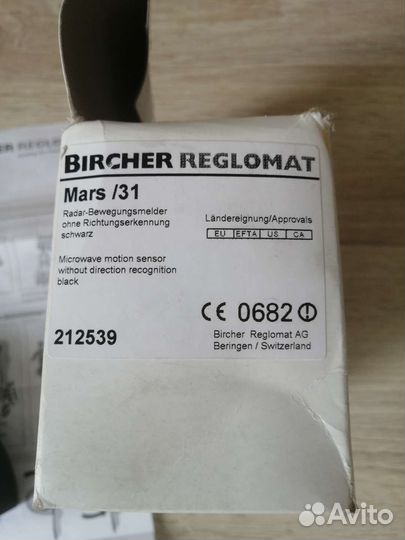 BIRCHER REGLOMAT
Mars /31
Radar-Bewegungsmelder
ohne Richtungserkennung
schwarz
Ländereignung/Approvals
EU EFTA US CA
Microwave motion sensor
without direction recognition
black
CE 0682
212539
Bircher Reglomat AG
Beringen / Switzerland
Avito